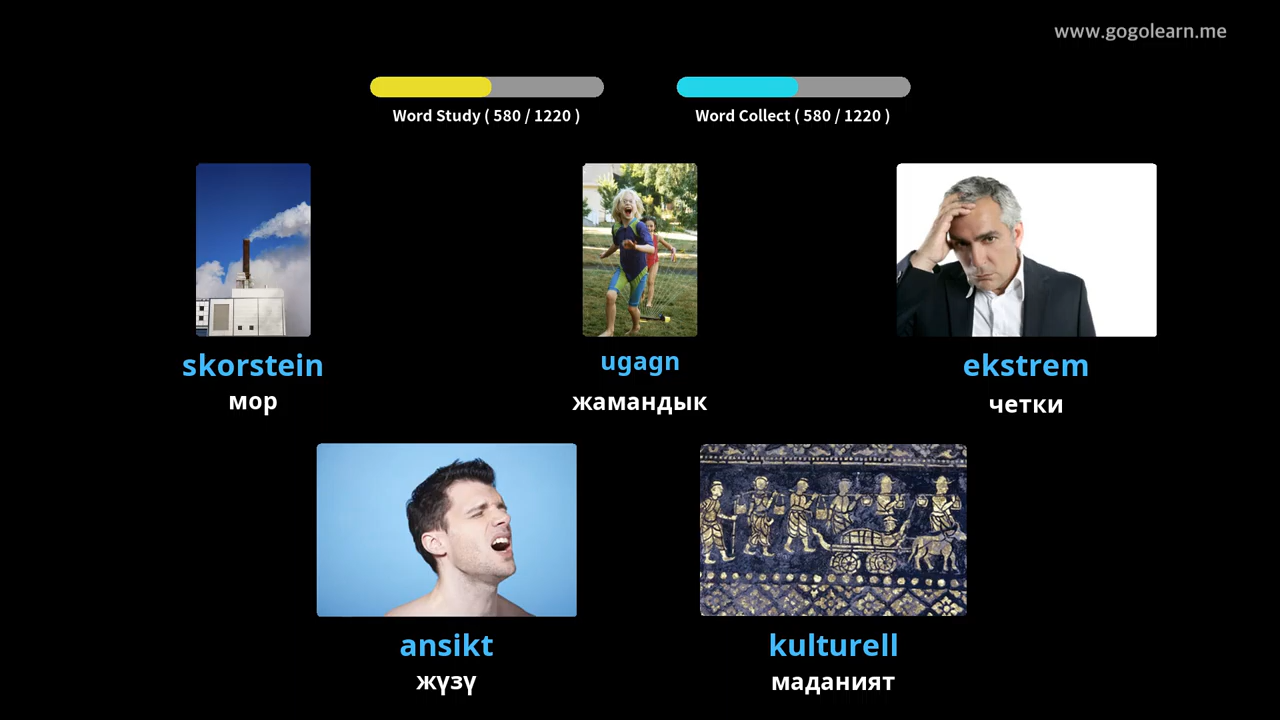 www.gogolearn.me
Word Study ( 580 / 1220 )
Word Collect ( 580 / 1220 )
skorstein
мор
ugagn
жамандык
ekstrem
четки
ansikt
жүзү
kulturell
маданият